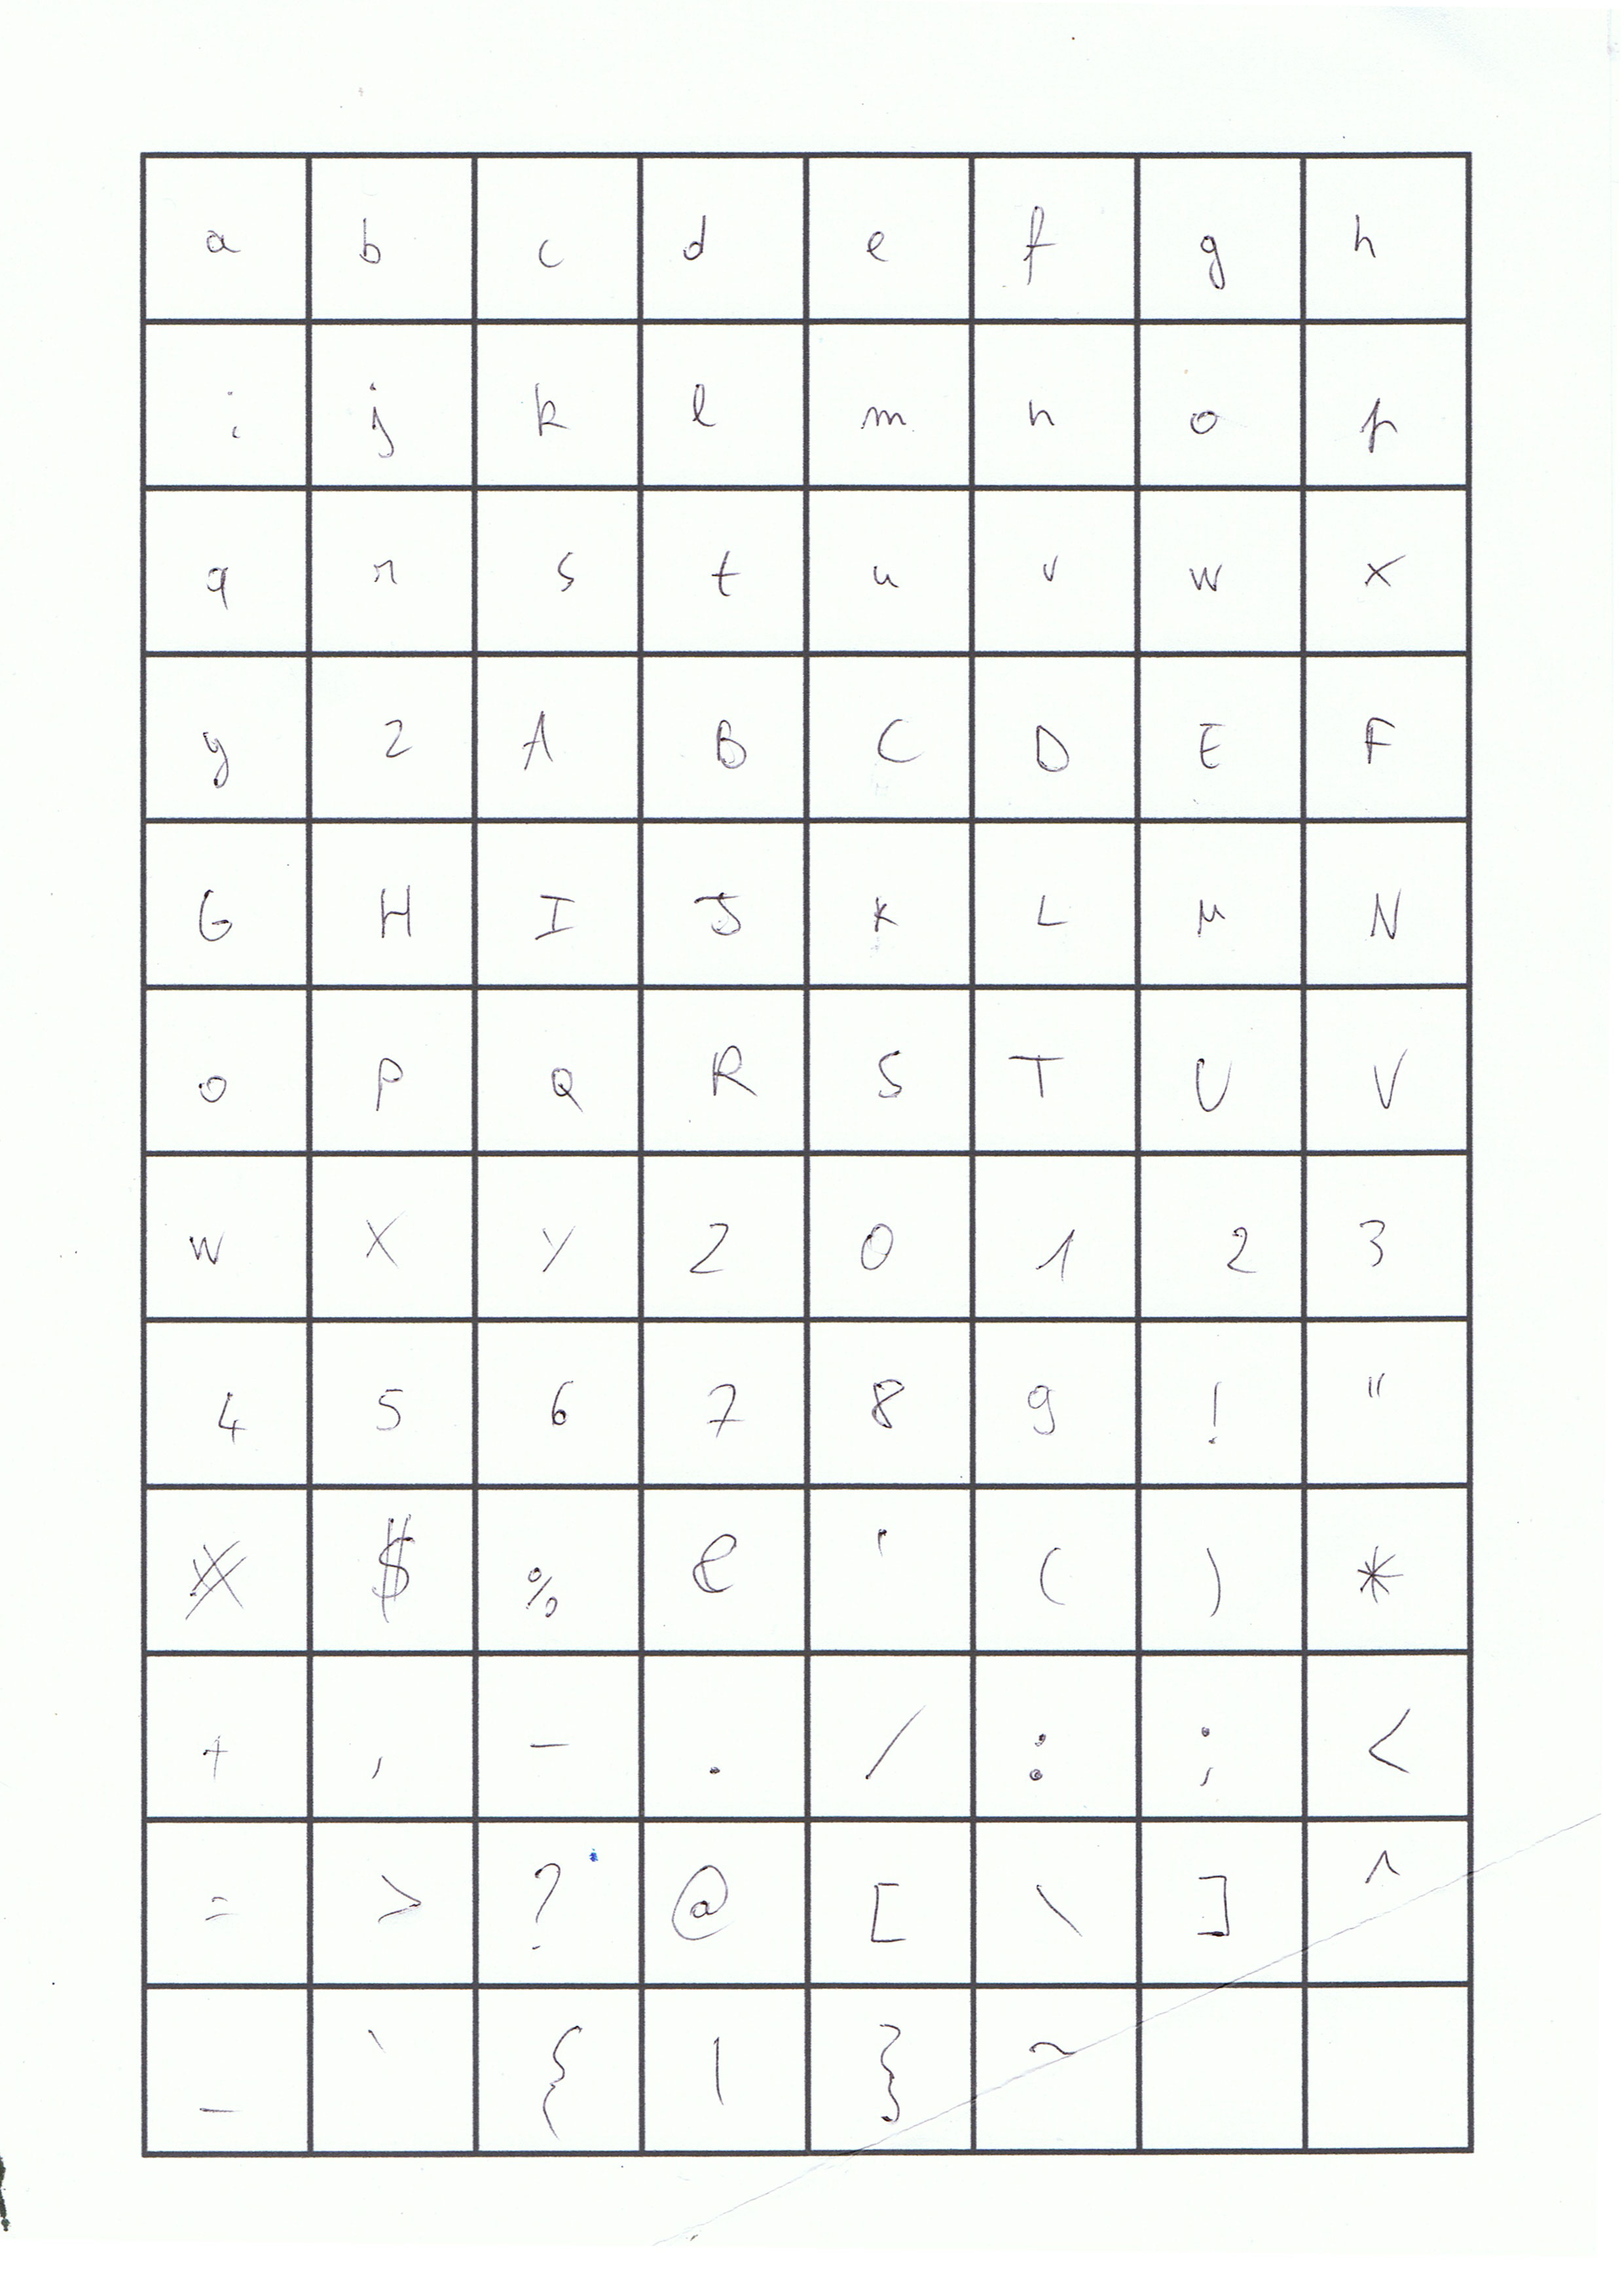 a b c d e f g h
i j k l m n o p
q r s t u v w x
y z A B C D E F
G H I J K L M N
O P Q R S T U V
W X Y Z 0 1 2 3
4 5 6 7 8 9 ! "
# $ % & ' ( ) *
+ , - . / : ; <
= > ? @ [ \ ] ^
_ ` { | } ~